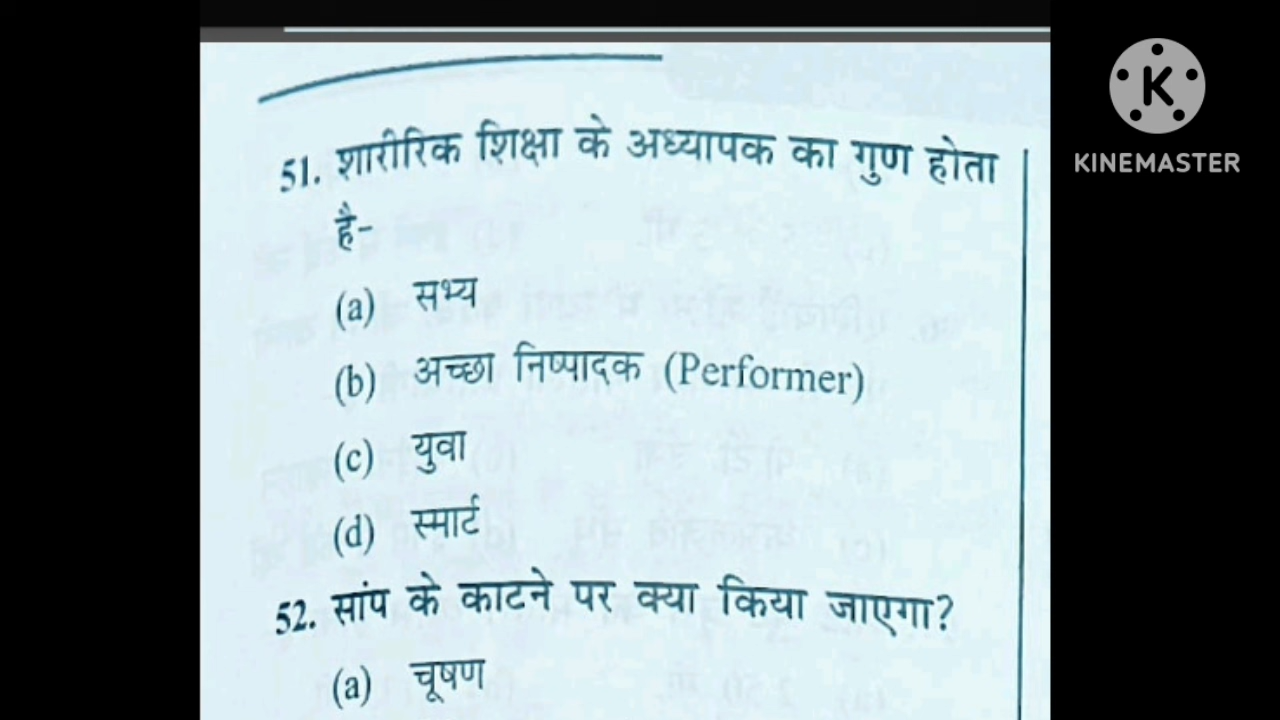 51. शारीरिक शिक्षा के अध्यापक का गुण होता
है-
(a) सभ्य
(b) अच्छा निष्पादक (Performer)
(c) युवा
(d) स्मार्ट
52. सांप के काटने पर क्या किया जाएगा?
(a) चूषण
K
KINEMASTER